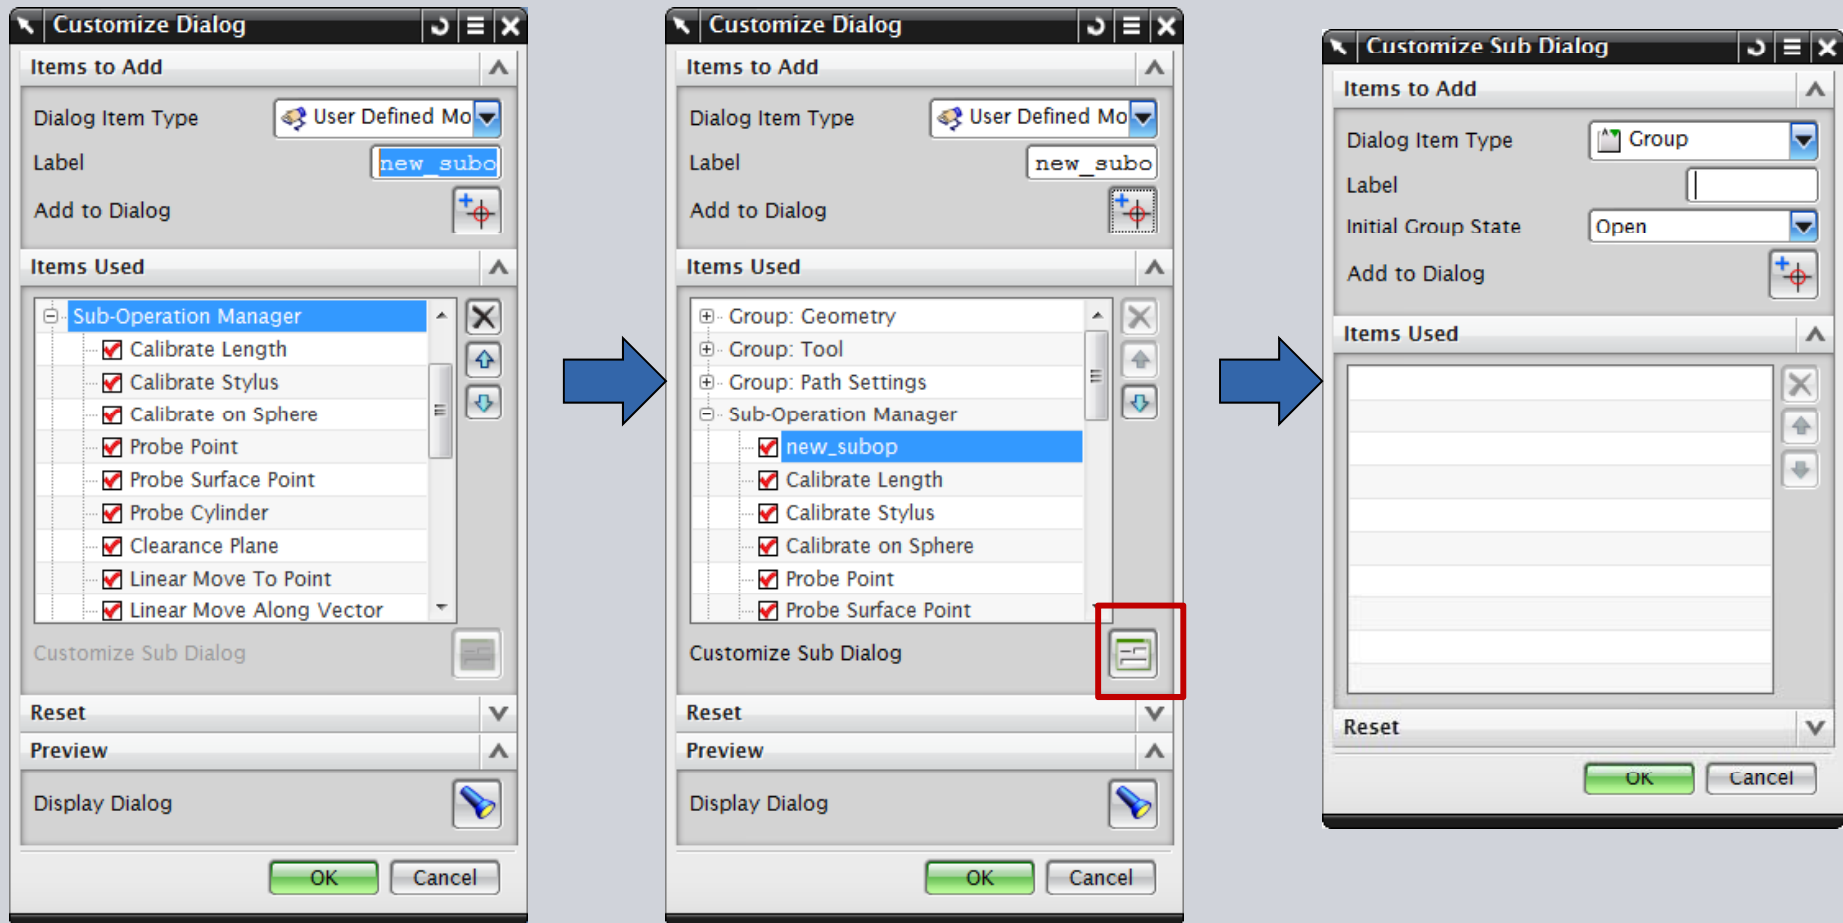 Customize Dialog
Items to Add
Dialog Item Type
User Defined Mo
Label
new_subo
Add to Dialog
Items Used
Sub-Operation Manager
Calibrate Length
Calibrate Stylus
Calibrate on Sphere
Probe Point
Probe Surface Point
Probe Cylinder
Clearance Plane
Linear Move To Point
Linear Move Along Vector
Customize Sub Dialog
Reset
Preview
Display Dialog
OK
Cancel
Customize Dialog
Items to Add
Dialog Item Type
User Defined Mo
Label
new_subo
Add to Dialog
Items Used
Group: Geometry
Group: Tool
Group: Path Settings
Sub-Operation Manager
new_subop
Calibrate Length
Calibrate Stylus
Calibrate on Sphere
Probe Point
Probe Surface Point
Customize Sub Dialog
Reset
Preview
Display Dialog
OK
Cancel
Customize Sub Dialog
Items to Add
Dialog Item Type
Group
Label
Initial Group State
Open
Add to Dialog
Items Used
Reset
OK
Cancel